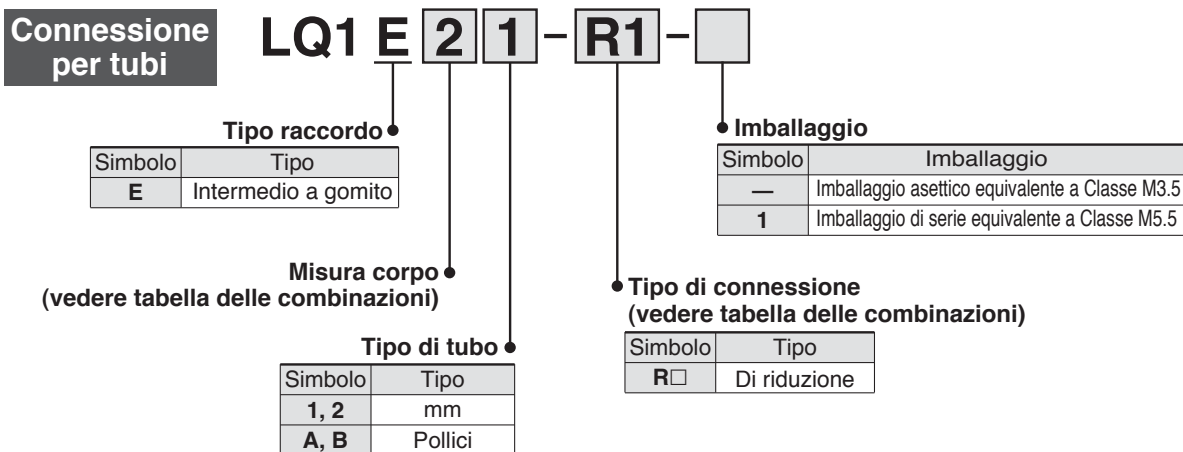 Connessione
per tubi
LQ1 E 2 1 – R1 – □
Tipo raccordo
Simbolo Tipo
E Intermedio a gomito
Imballaggio
Simbolo Imballaggio
— Imballaggio asettico equivalente a Classe M3.5
1 Imballaggio di serie equivalente a Classe M5.5
Misura corpo
(vedere tabella delle combinazioni)
Tipo di connessione
(vedere tabella delle combinazioni)
Simbolo Tipo
R□ Di riduzione
Tipo di tubo
Simbolo Tipo
1, 2 mm
A, B Pollici